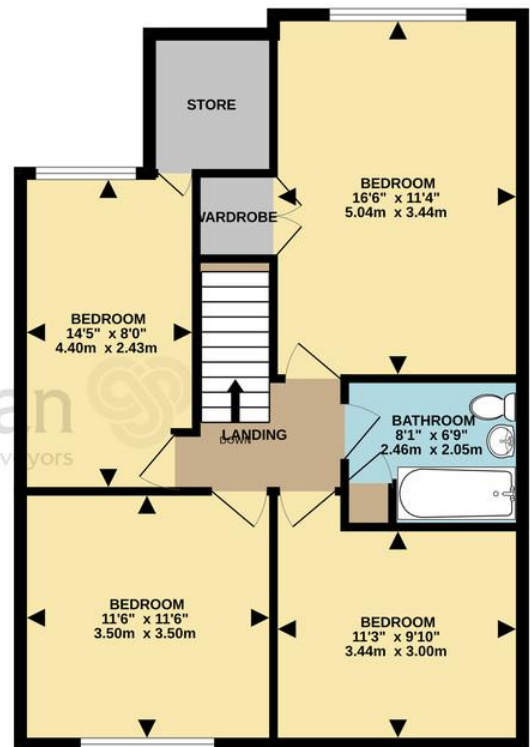 STORE
BEDROOM
16'6" x 11'4"
5.04m x 3.44m
WARDROBE
BEDROOM
14'5" x 8'0"
4.40m x 2.43m
BATHROOM
8'1" x 6'9"
2.46m x 2.05m
LANDING
DOWN
an
veyors
BEDROOM
11'6" x 11'6"
3.50m x 3.50m
BEDROOM
11'3" x 9'10"
3.44m x 3.00m